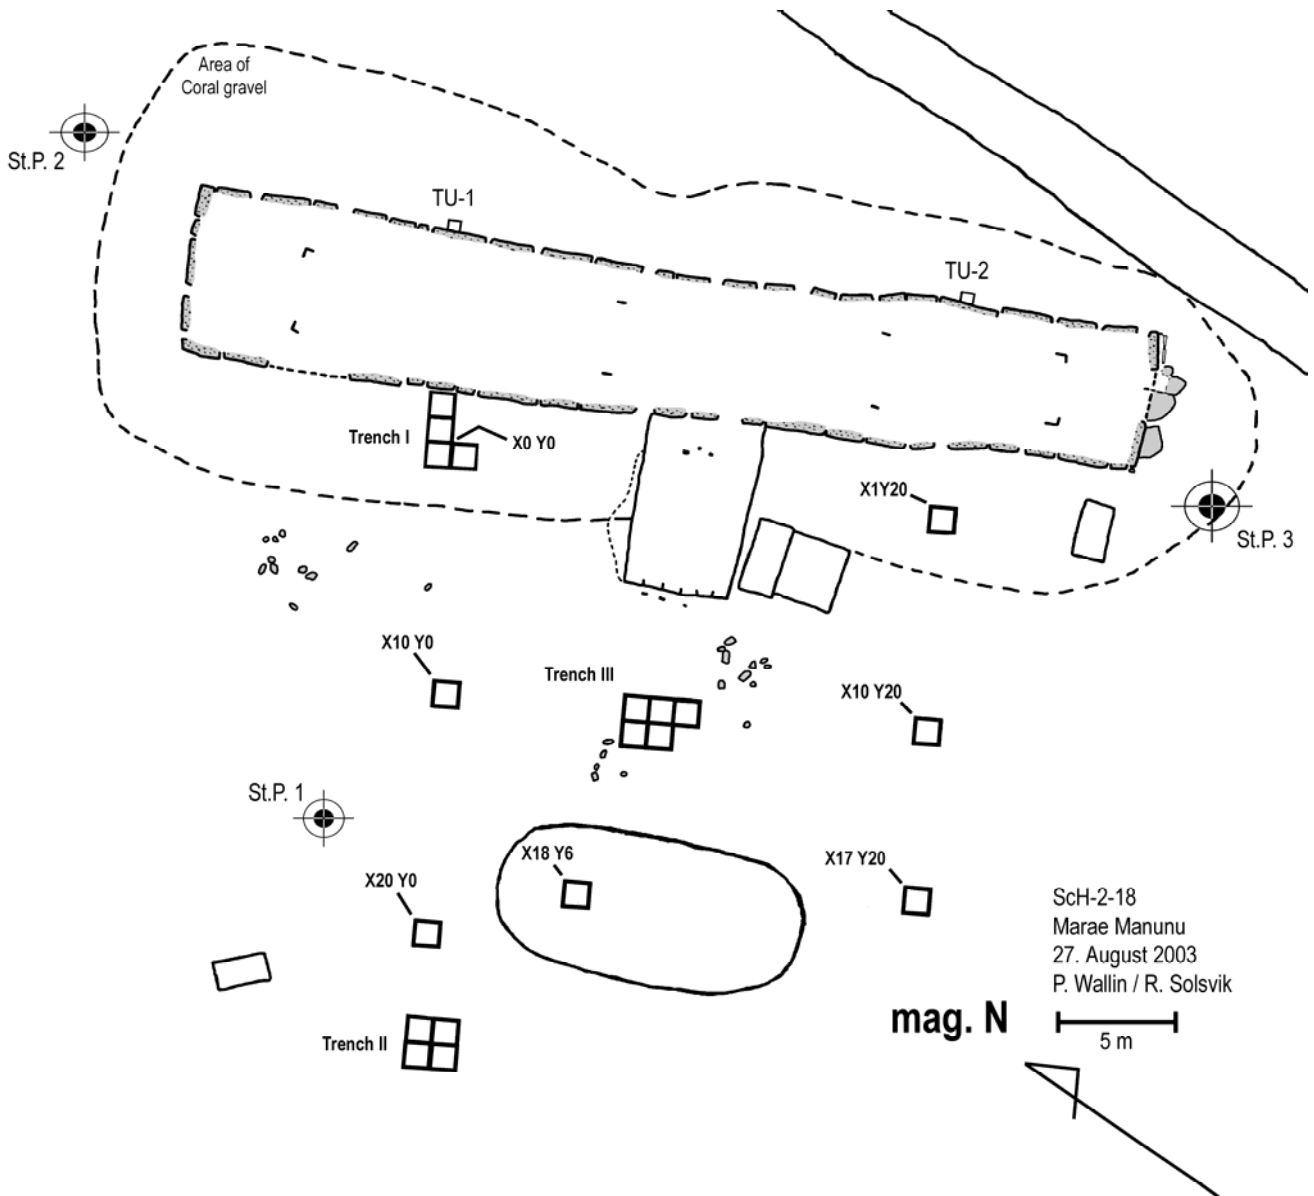 Area of
Coral gravel
St.P. 2
TU-1
TU-2
Trench I
X0 Y0
X1Y20
St.P. 3
X10 Y0
Trench III
X10 Y20
St.P. 1
X18 Y6
X17 Y20
X20 Y0
ScH-2-18
Marae Manunu
27. August 2003
P. Wallin / R. Solsvik
mag. N
5 m
Trench II